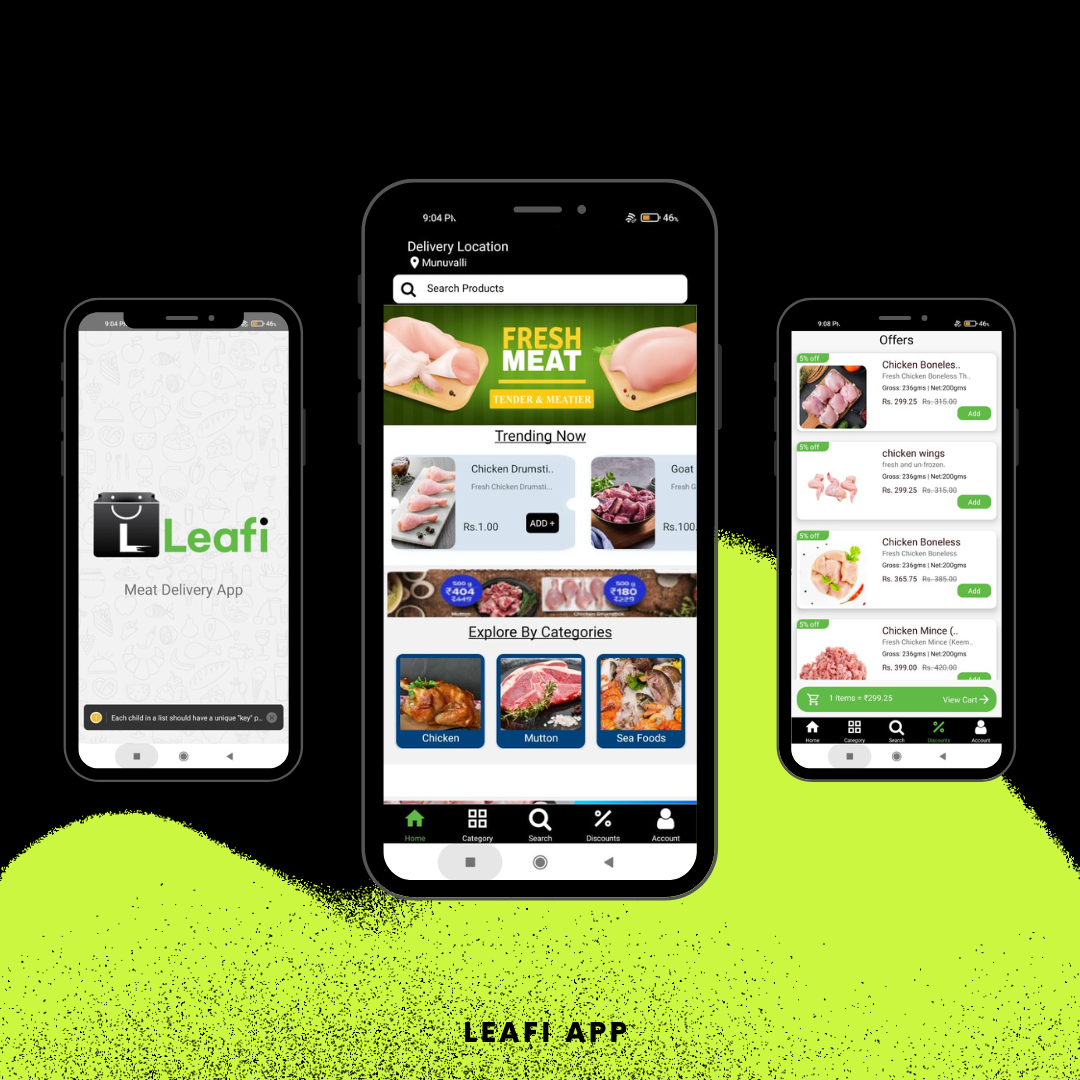 9:04
46%
L Leafi
Meat Delivery App
! Each child in a list should have a unique "key" p...
9:04
46%
Delivery Location
Munuvalli
Search Products
FRESH
MEAT
TENDER & MEATIER
Trending Now
Chicken Drumsti..
Fresh Chicken Drumsti...
Rs.1.00
ADD +
Goat
Fresh
Rs.100.
500 g
₹404
₹449
Mutton
500 g
₹180
Explore By Categories
Chicken
Mutton
Sea Foods
Home
Category
Search
Discounts
Account
9:08
46%
Offers
5% off
Chicken Boneles..
Fresh Chicken Boneless Th..
Gross: 236gms | Net:200gms
Rs. 299.25 Rs. 315.00
Add
5% off
chicken wings
fresh and un-frozen.
Gross: 236gms | Net:200gms
Rs. 299.25 Rs. 315.00
Add
5% off
Chicken Boneless
Fresh Chicken Boneless
Gross: 236gms | Net:200gms
Rs. 365.75 Rs. 385.00
Add
5% off
Chicken Mince (..
Fresh Chicken Mince (Keem..
Gross: 236gms | Net:200gms
Rs. 399.00 Rs. 420.00
Add
1 Items = ₹299.25
View Cart
Home
Category
Search
Discounts
Account
LEAFI APP